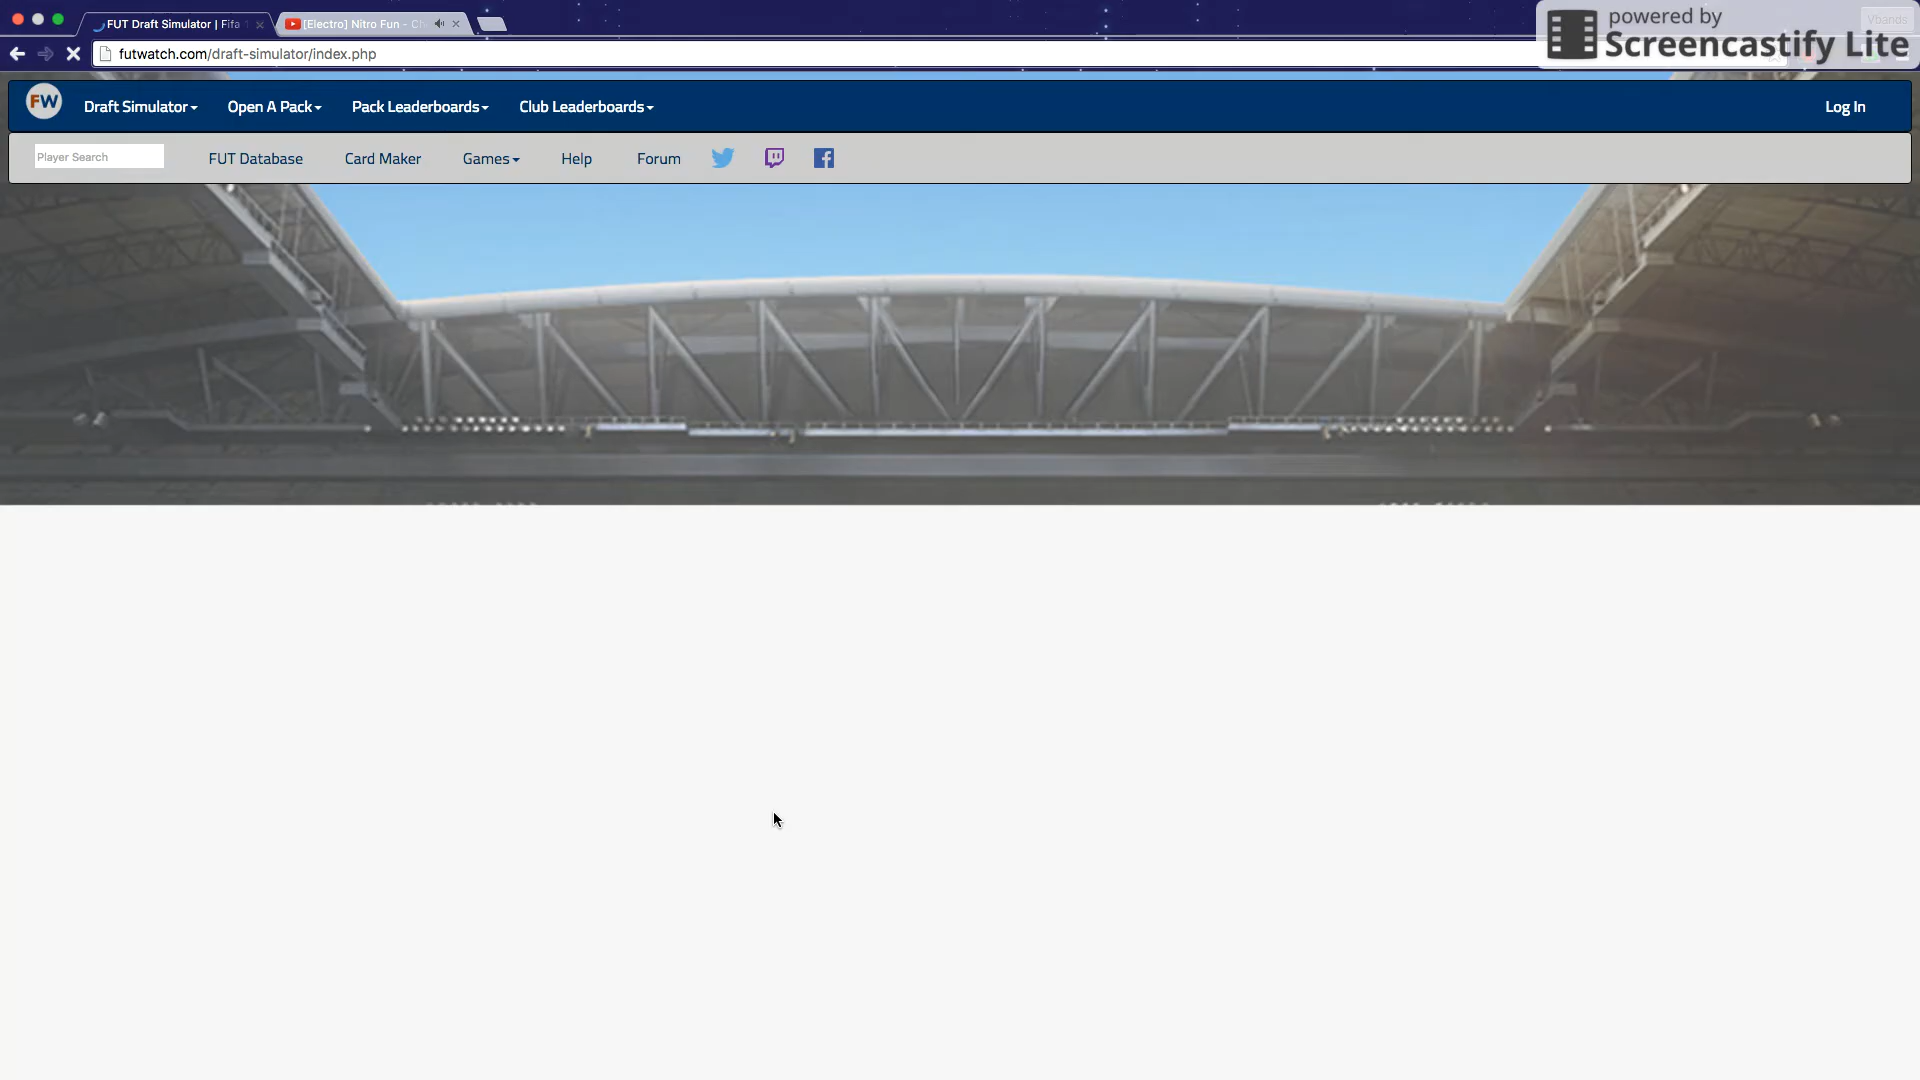 FUT Draft Simulator | Fifa
[Electro] Nitro Fun - Ch
powered by
Screencastify Lite
Vbands
futwatch.com/draft-simulator/index.php
FW
Draft Simulator
Open A Pack
Pack Leaderboards
Club Leaderboards
Log In
Player Search
FUT Database
Card Maker
Games
Help
Forum